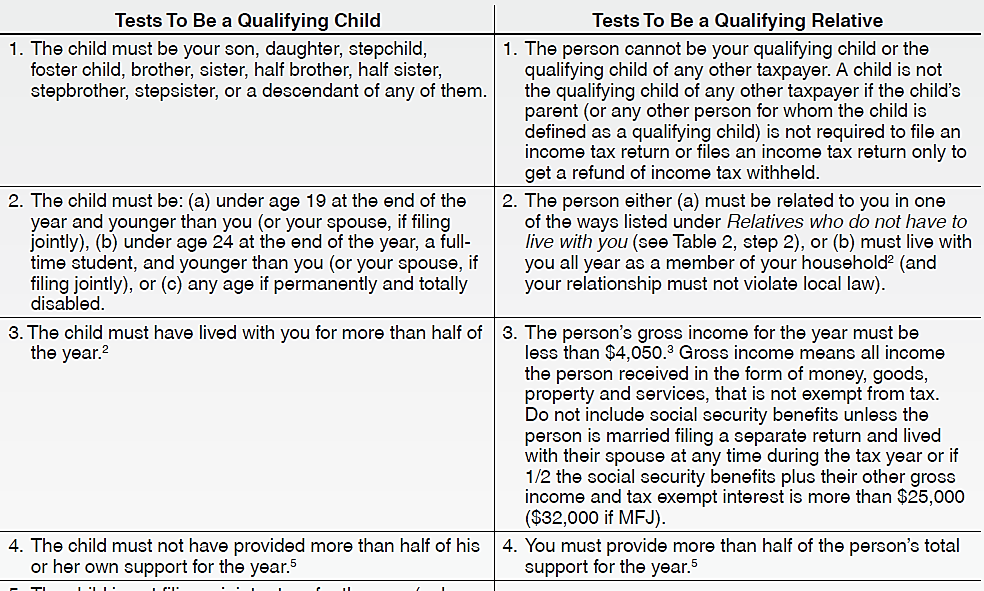 Tests To Be a Qualifying Child
Tests To Be a Qualifying Relative
1. The child must be your son, daughter, stepchild,
foster child, brother, sister, half brother, half sister,
stepbrother, stepsister, or a descendant of any of them.
1. The person cannot be your qualifying child or the
qualifying child of any other taxpayer. A child is not
the qualifying child of any other taxpayer if the child’s
parent (or any other person for whom the child is
defined as a qualifying child) is not required to file an
income tax return or files an income tax return only to
get a refund of income tax withheld.
2. The child must be: (a) under age 19 at the end of the
year and younger than you (or your spouse, if filing
jointly), (b) under age 24 at the end of the year, a full-
time student, and younger than you (or your spouse, if
filing jointly), or (c) any age if permanently and totally
disabled.
2. The person either (a) must be related to you in one
of the ways listed under Relatives who do not have to
live with you (see Table 2, step 2), or (b) must live with
you all year as a member of your household² (and
your relationship must not violate local law).
3. The child must have lived with you for more than half of
the year.²
3. The person’s gross income for the year must be
less than $4,050.³ Gross income means all income
the person received in the form of money, goods,
property and services, that is not exempt from tax.
Do not include social security benefits unless the
person is married filing a separate return and lived
with their spouse at any time during the tax year or if
1/2 the social security benefits plus their other gross
income and tax exempt interest is more than $25,000
($32,000 if MFJ).
4. The child must not have provided more than half of his
or her own support for the year.⁵
4. You must provide more than half of the person’s total
support for the year.⁵